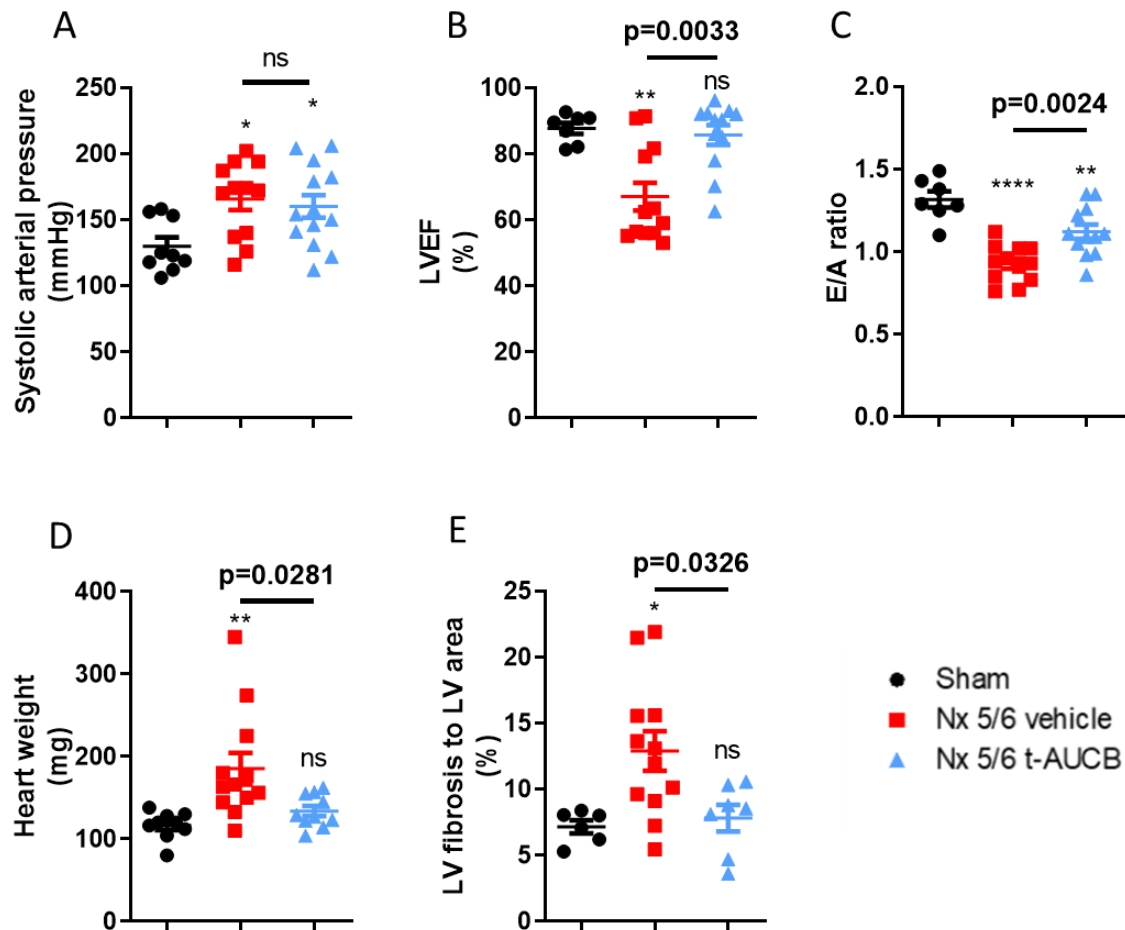 A
ns
Systolic arterial pressure
(mmHg)
250
200
150
100
50
0
*
*
B
p=0.0033
LVEF
(%)
100
80
60
40
20
0
**
ns
C
p=0.0024
E/A ratio
2.0
1.5
1.0
0.5
0.0
****
**
D
p=0.0281
Heart weight
(mg)
400
300
200
100
0
**
ns
E
p=0.0326
LV fibrosis to LV area
(%)
25
20
15
10
5
0
*
ns
Sham
Nx 5/6 vehicle
Nx 5/6 t-AUCB